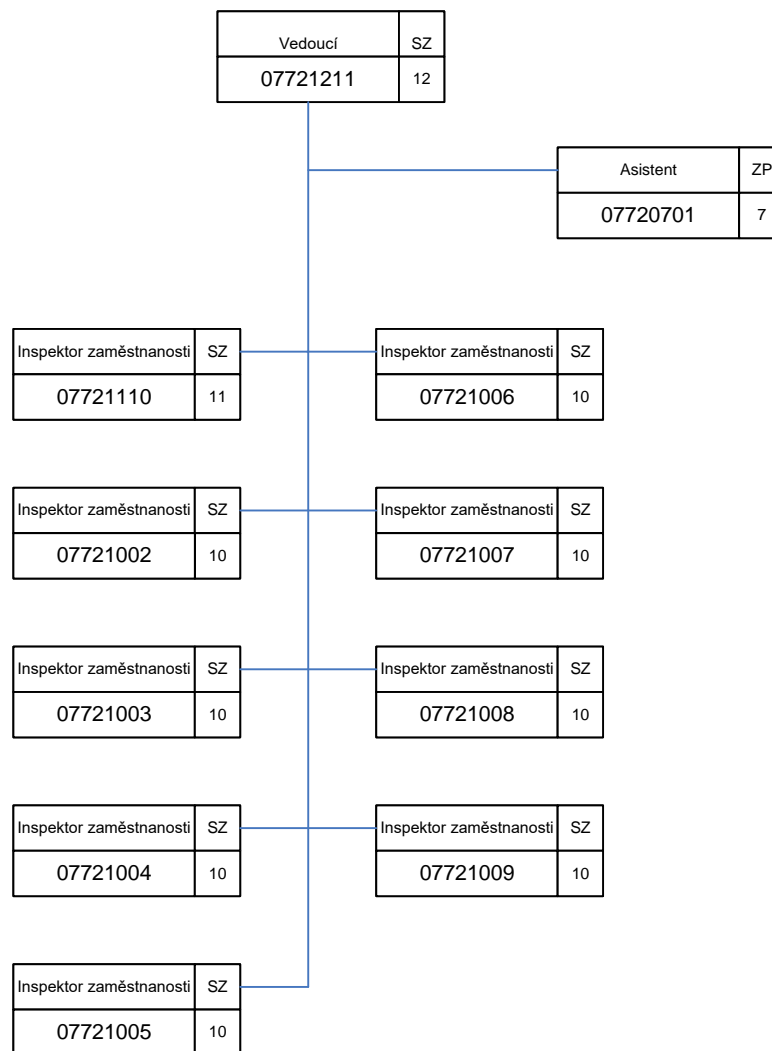 Vedoucí SZ
07721211 12
Asistent ZP
07720701 7
Inspektor zaměstnanosti SZ
07721110 11
Inspektor zaměstnanosti SZ
07721006 10
Inspektor zaměstnanosti SZ
07721002 10
Inspektor zaměstnanosti SZ
07721007 10
Inspektor zaměstnanosti SZ
07721003 10
Inspektor zaměstnanosti SZ
07721008 10
Inspektor zaměstnanosti SZ
07721004 10
Inspektor zaměstnanosti SZ
07721009 10
Inspektor zaměstnanosti SZ
07721005 10